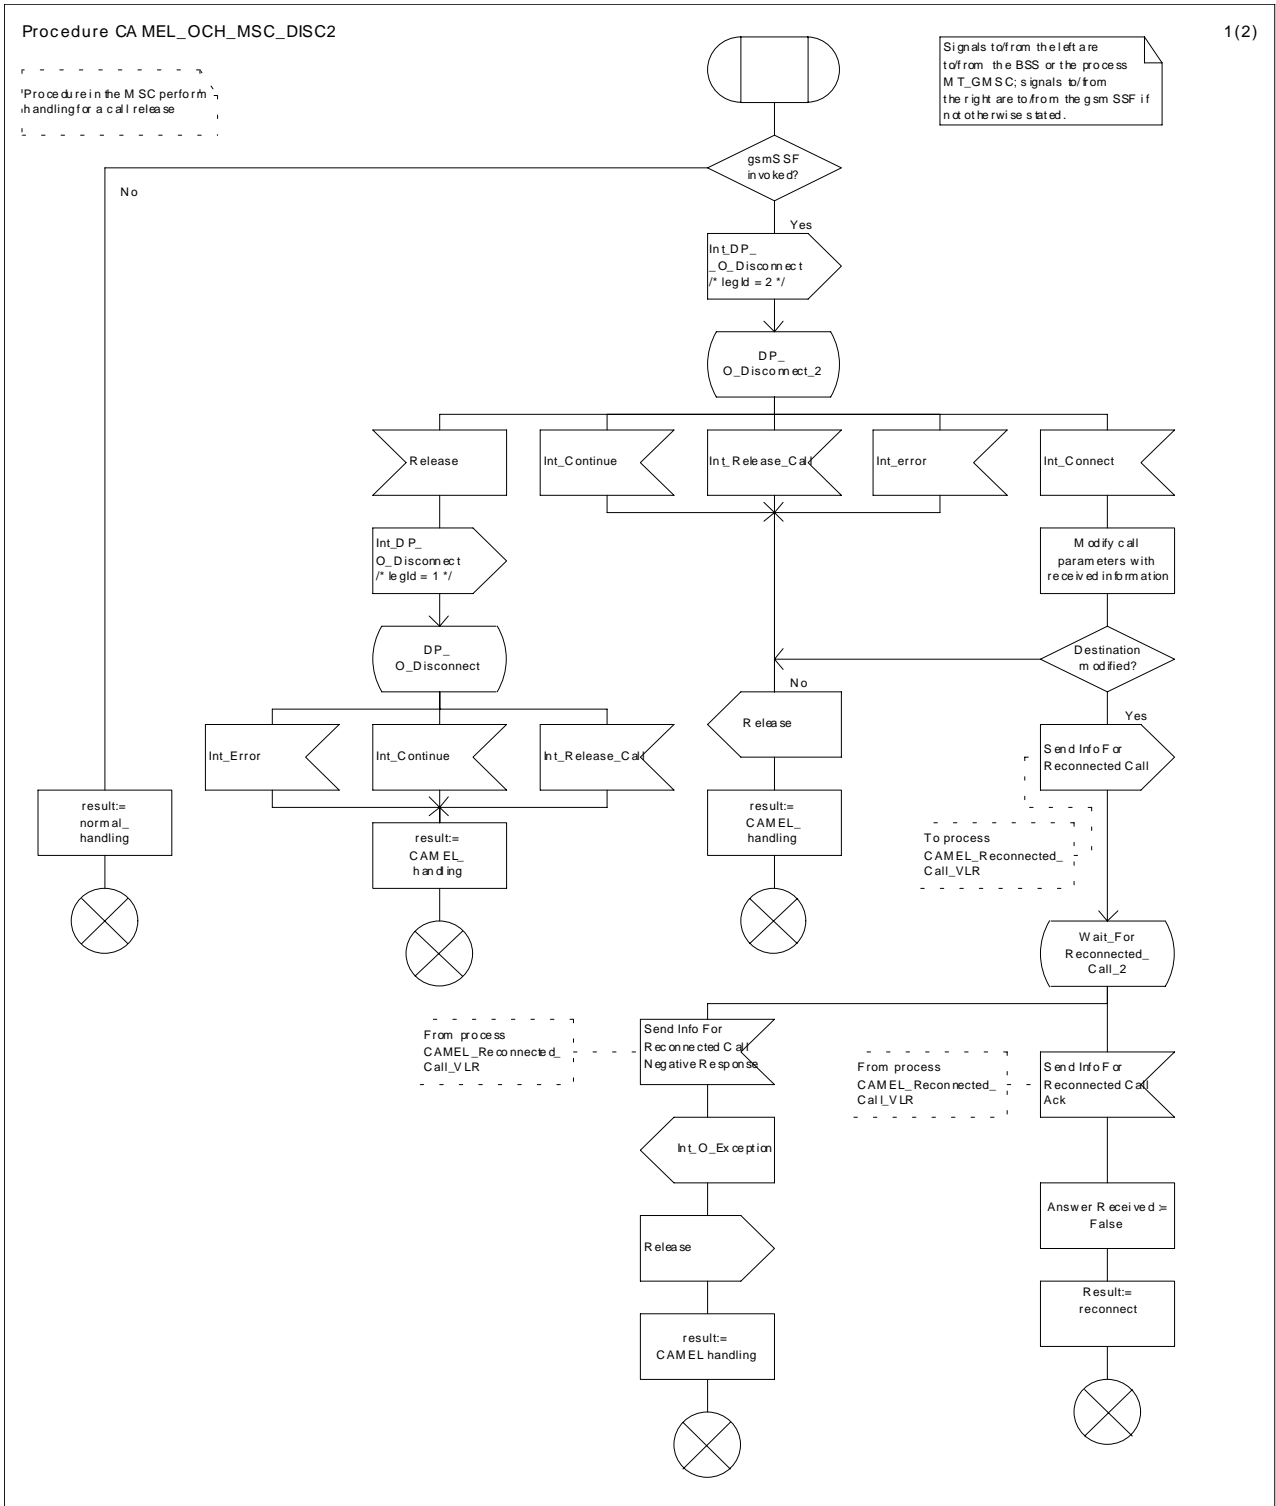 Procedure CAMEL_OCH_MSC_DISC2
1(2)
Procedure in the MSC perform
handling for a call release
Signals to/from the left are
to/from the BSS or the process
MT_GMSC; signals to/from
the right are to/from the gsmSSF if
not otherwise stated.
gsmSSF
invoked?
No
Yes
Int_DP_
_O_Disconnect
/* legId = 2 */
DP_
O_Disconnect_2
Release
Int_Continue
Int_Release_Call
Int_error
Int_Connect
Int_DP_
O_Disconnect
/* legId = 1 */
Modify call
parameters with
received information
DP_
O_Disconnect
Destination
modified?
No
Yes
Release
Int_Error
Int_Continue
Int_Release_Call
Send Info For
Reconnected Call
result:=
normal_
handling
result:=
CAMEL_
handling
result:=
CAMEL_
handling
To process
CAMEL_Reconnected_
Call_VLR
Wait_For
Reconnected_
Call_2
From process
CAMEL_Reconnected_
Call_VLR
Send Info For
Reconnected Call
Negative Response
From process
CAMEL_Reconnected_
Call_VLR
Send Info For
Reconnected Call
Ack
Int_O_Exception
Answer Received :=
False
Release
Result:=
reconnect
result:=
CAMEL handling